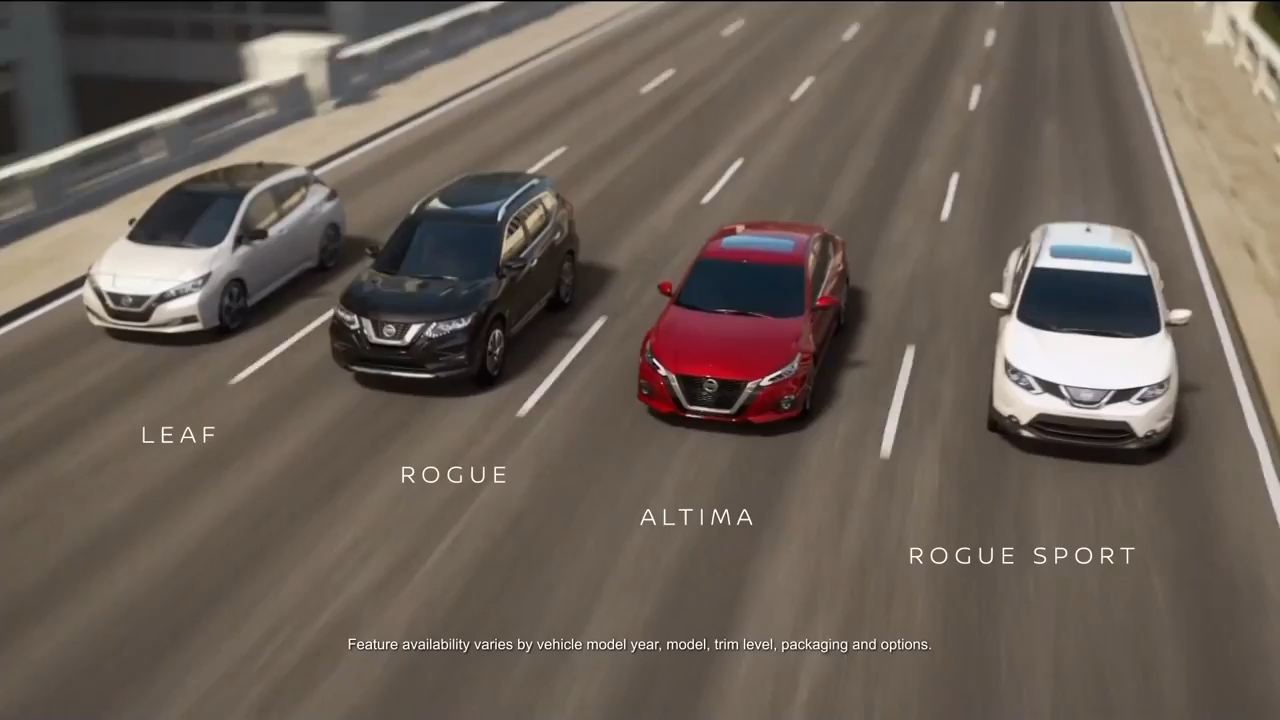 LEAF
ROGUE
ALTIMA
ROGUE SPORT
Feature availability varies by vehicle model year, model, trim level, packaging and options.